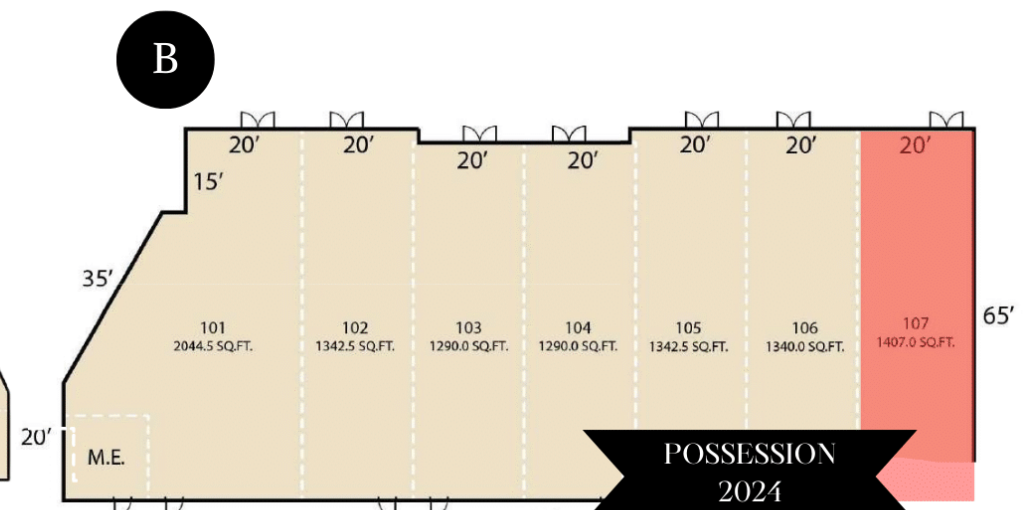 B
20′ 20′ 20′ 20′ 20′ 20′ 20′
15′
35′
65′
101 102 103 104 105 106 107
2044.5 SQ.FT. 1342.5 SQ.FT. 1290.0 SQ.FT. 1290.0 SQ.FT. 1342.5 SQ.FT. 1340.0 SQ.FT. 1407.0 SQ.FT.
20′
M.E.
POSSESSION
2024